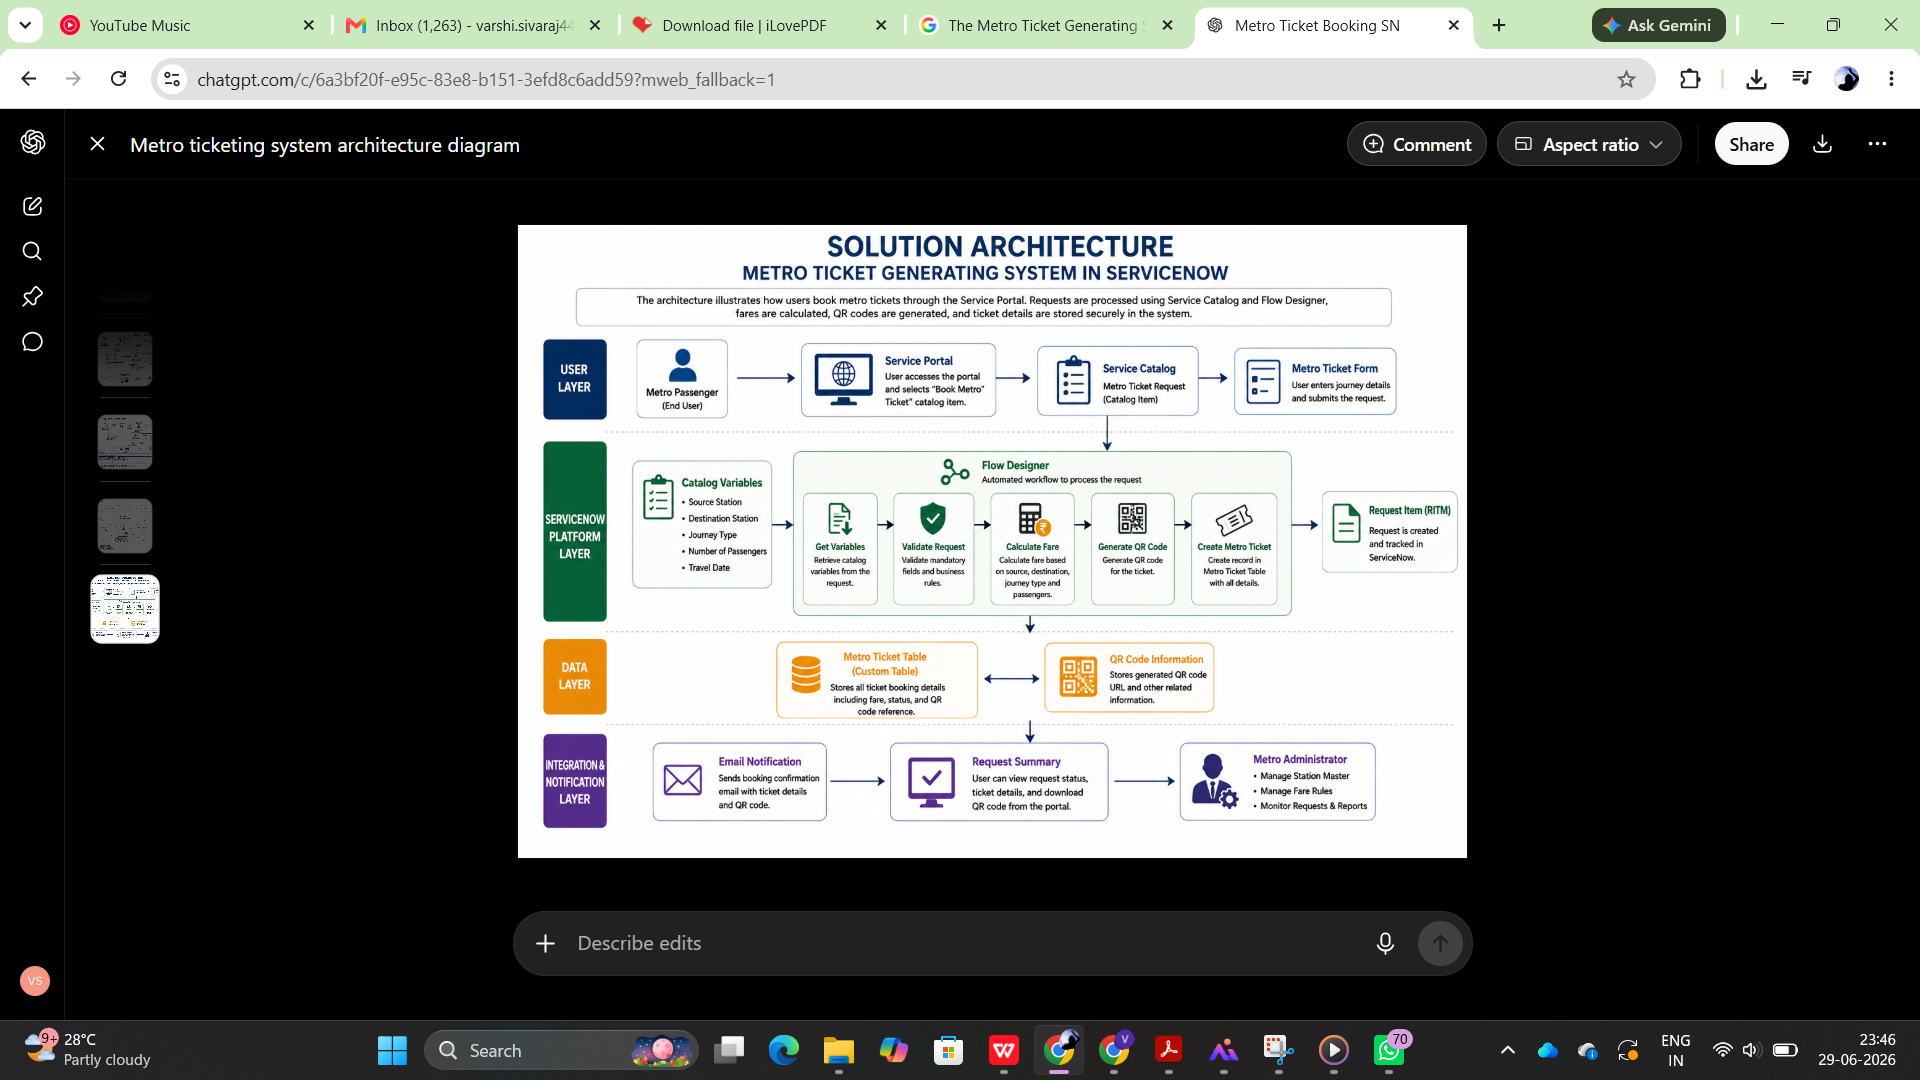 YouTube Music
Inbox (1,263) - varshi.sivaraj44
Download file | iLovePDF
The Metro Ticket Generating S
Metro Ticket Booking SN
Ask Gemini
chatgpt.com/c/6a3bf20f-e95c-83e8-b151-3efd8c6add59?mweb_fallback=1
Metro ticketing system architecture diagram
Comment
Aspect ratio
Share
SOLUTION ARCHITECTURE
METRO TICKET GENERATING SYSTEM IN SERVICENOW
The architecture illustrates how users book metro tickets through the Service Portal. Requests are processed using Service Catalog and Flow Designer,
fares are calculated, QR codes are generated, and ticket details are stored securely in the system.
USER
LAYER
Metro Passenger
(End User)
Service Portal
User accesses the portal
and selects "Book Metro"
Ticket" catalog item.
Service Catalog
Metro Ticket Request
(Catalog Item)
Metro Ticket Form
User enters journey details
and submits the request.
SERVICENOW
PLATFORM
LAYER
Catalog Variables
• Source Station
• Destination Station
• Journey Type
• Number of Passengers
• Travel Date
Flow Designer
Automated workflow to process the request
Get Variables
Retrieve catalog
variables from the
request.
Validate Request
Validate mandatory
fields and business
rules.
Calculate Fare
Calculate fare based
on source, destination,
journey type and
passengers.
Generate QR Code
Generate QR code
for the ticket.
Create Metro Ticket
Create record in
Metro Ticket Table
with all details.
Request Item (RITM)
Request is created
and tracked in
ServiceNow.
DATA
LAYER
Metro Ticket Table
(Custom Table)
Stores all ticket booking details
including fare, status, and QR
code reference.
QR Code Information
Stores generated QR code
URL and other related
information.
INTEGRATION &
NOTIFICATION
LAYER
Email Notification
Sends booking confirmation
email with ticket details
and QR code.
Request Summary
User can view request status,
ticket details, and download
QR code from the portal.
Metro Administrator
• Manage Station Master
• Manage Fare Rules
• Monitor Requests & Reports
Describe edits
VS
9+
28°C
Partly cloudy
Search
V
70
ENG
IN
23:46
29-06-2026